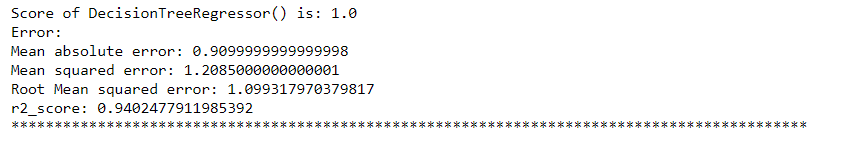 Score of DecisionTreeRegressor() is: 1.0
Error:
Mean absolute error: 0.9099999999999998
Mean squared error: 1.2085000000000001
Root Mean squared error: 1.099317970379817
r2_score: 0.9402477911985392
********************************************************************************************